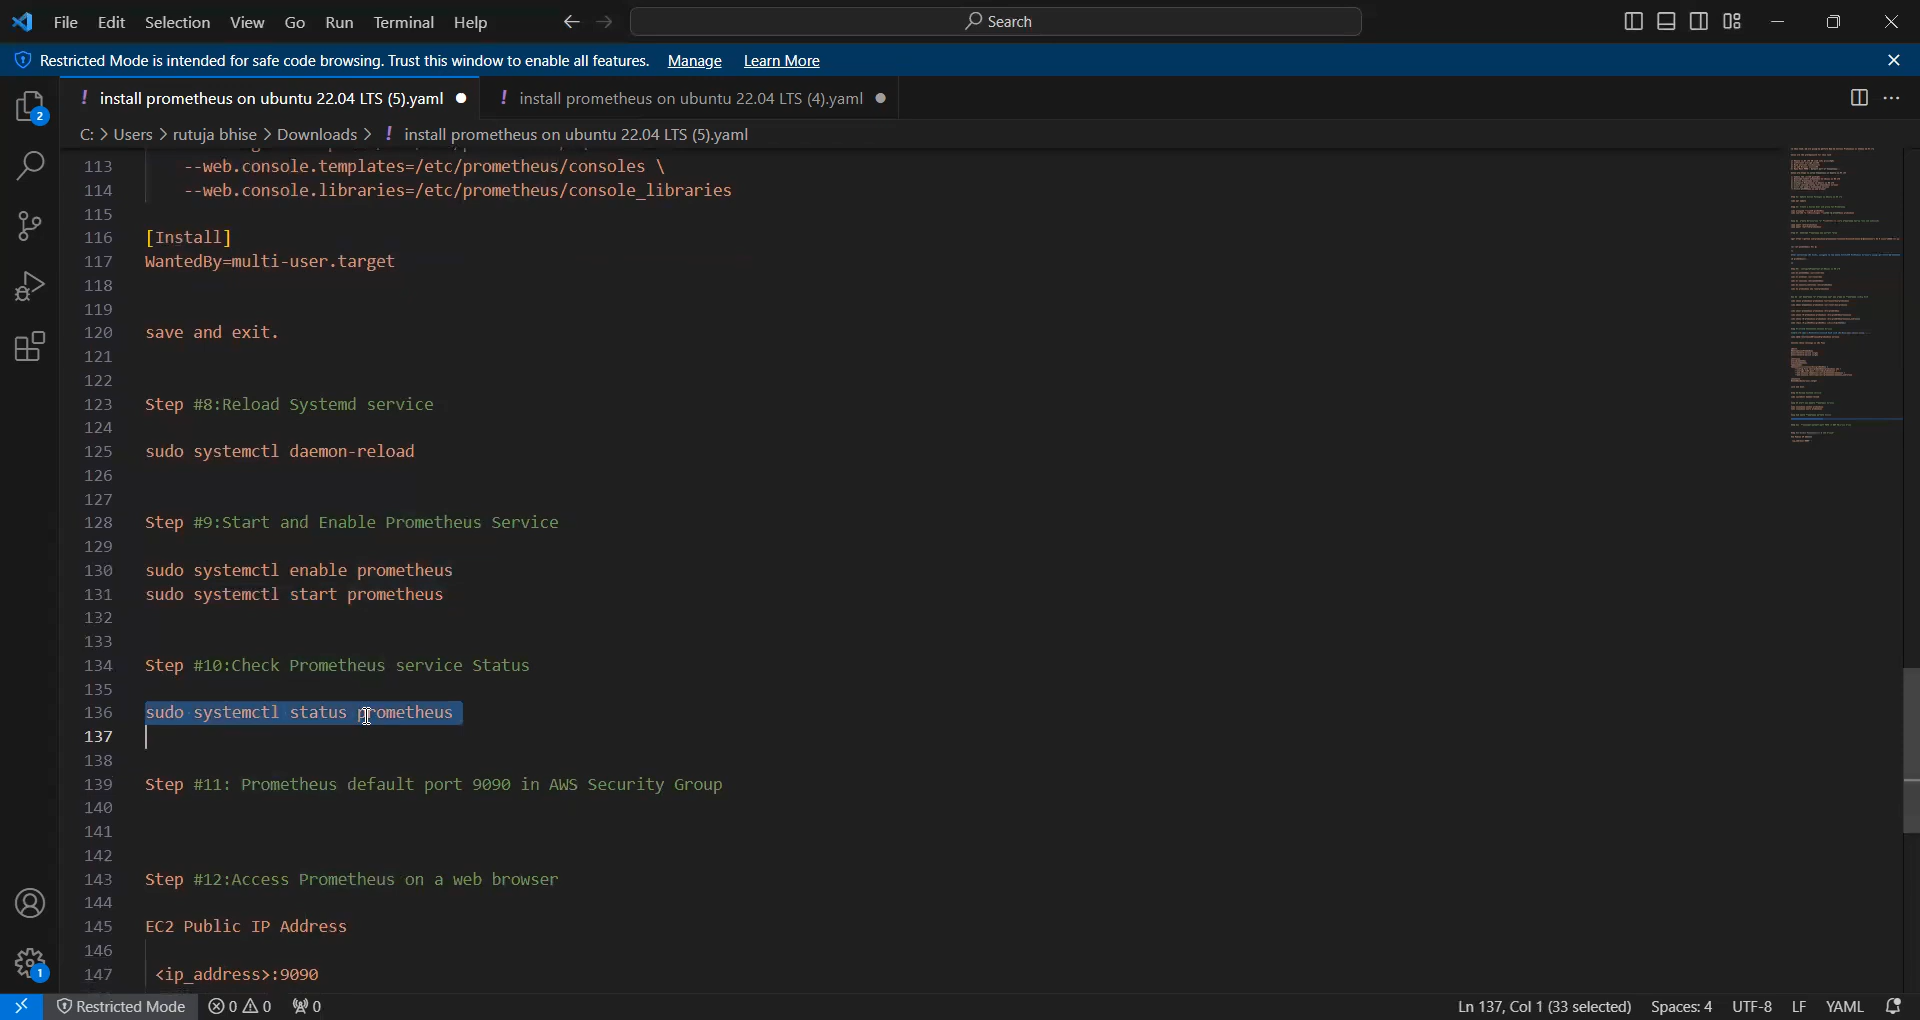 File Edit Selection View Go Run Terminal Help
Search
Restricted Mode is intended for safe code browsing. Trust this window to enable all features. Manage Learn More
! install prometheus on ubuntu 22.04 LTS (5).yaml ! install prometheus on ubuntu 22.04 LTS (4).yaml
C: > Users > rutuja bhise > Downloads > ! install prometheus on ubuntu 22.04 LTS (5).yaml
113 --web.console.templates=/etc/prometheus/consoles \
114 --web.console.libraries=/etc/prometheus/console_libraries
115
116 [Install]
117 WantedBy=multi-user.target
118
119
120 save and exit.
121
122
123 Step #8:Reload Systemd service
124
125 sudo systemctl daemon-reload
126
127
128 Step #9:Start and Enable Prometheus Service
129
130 sudo systemctl enable prometheus
131 sudo systemctl start prometheus
132
133
134 Step #10:Check Prometheus service Status
135
136 sudo systemctl status prometheus
137
138
139 Step #11: Prometheus default port 9090 in AWS Security Group
140
141
142
143 Step #12:Access Prometheus on a web browser
144
145 EC2 Public IP Address
146
147 <ip_address>:9090
2
1
Restricted Mode 0 0 0 Ln 137, Col 1 (33 selected) Spaces: 4 UTF-8 LF YAML